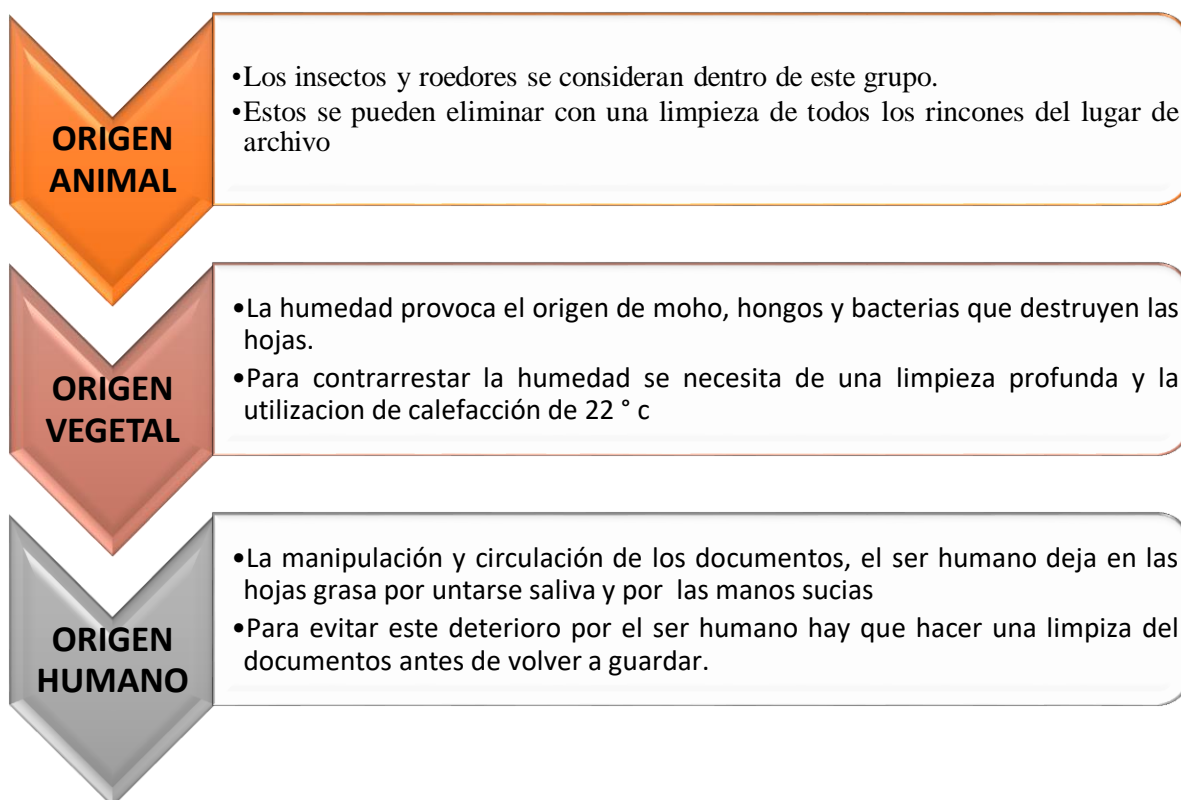 ORIGEN
ANIMAL
•Los insectos y roedores se consideran dentro de este grupo.
•Estos se pueden eliminar con una limpieza de todos los rincones del lugar de
archivo
ORIGEN
VEGETAL
•La humedad provoca el origen de moho, hongos y bacterias que destruyen las
hojas.
•Para contrarrestar la humedad se necesita de una limpieza profunda y la
utilizacion de calefacción de 22 ° c
ORIGEN
HUMANO
•La manipulación y circulación de los documentos, el ser humano deja en las
hojas grasa por untarse saliva y por las manos sucias
•Para evitar este deterioro por el ser humano hay que hacer una limpiza del
documentos antes de volver a guardar.